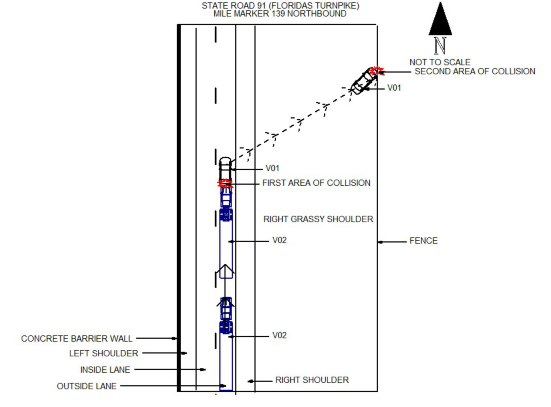 STATE ROAD 91 (FLORIDAS TURNPIKE)
MILE MARKER 139 NORTHBOUND
N
NOT TO SCALE
SECOND AREA OF COLLISION
V01
V01
FIRST AREA OF COLLISION
RIGHT GRASSY SHOULDER
V02
FENCE
V02
CONCRETE BARRIER WALL
LEFT SHOULDER
INSIDE LANE
RIGHT SHOULDER
OUTSIDE LANE